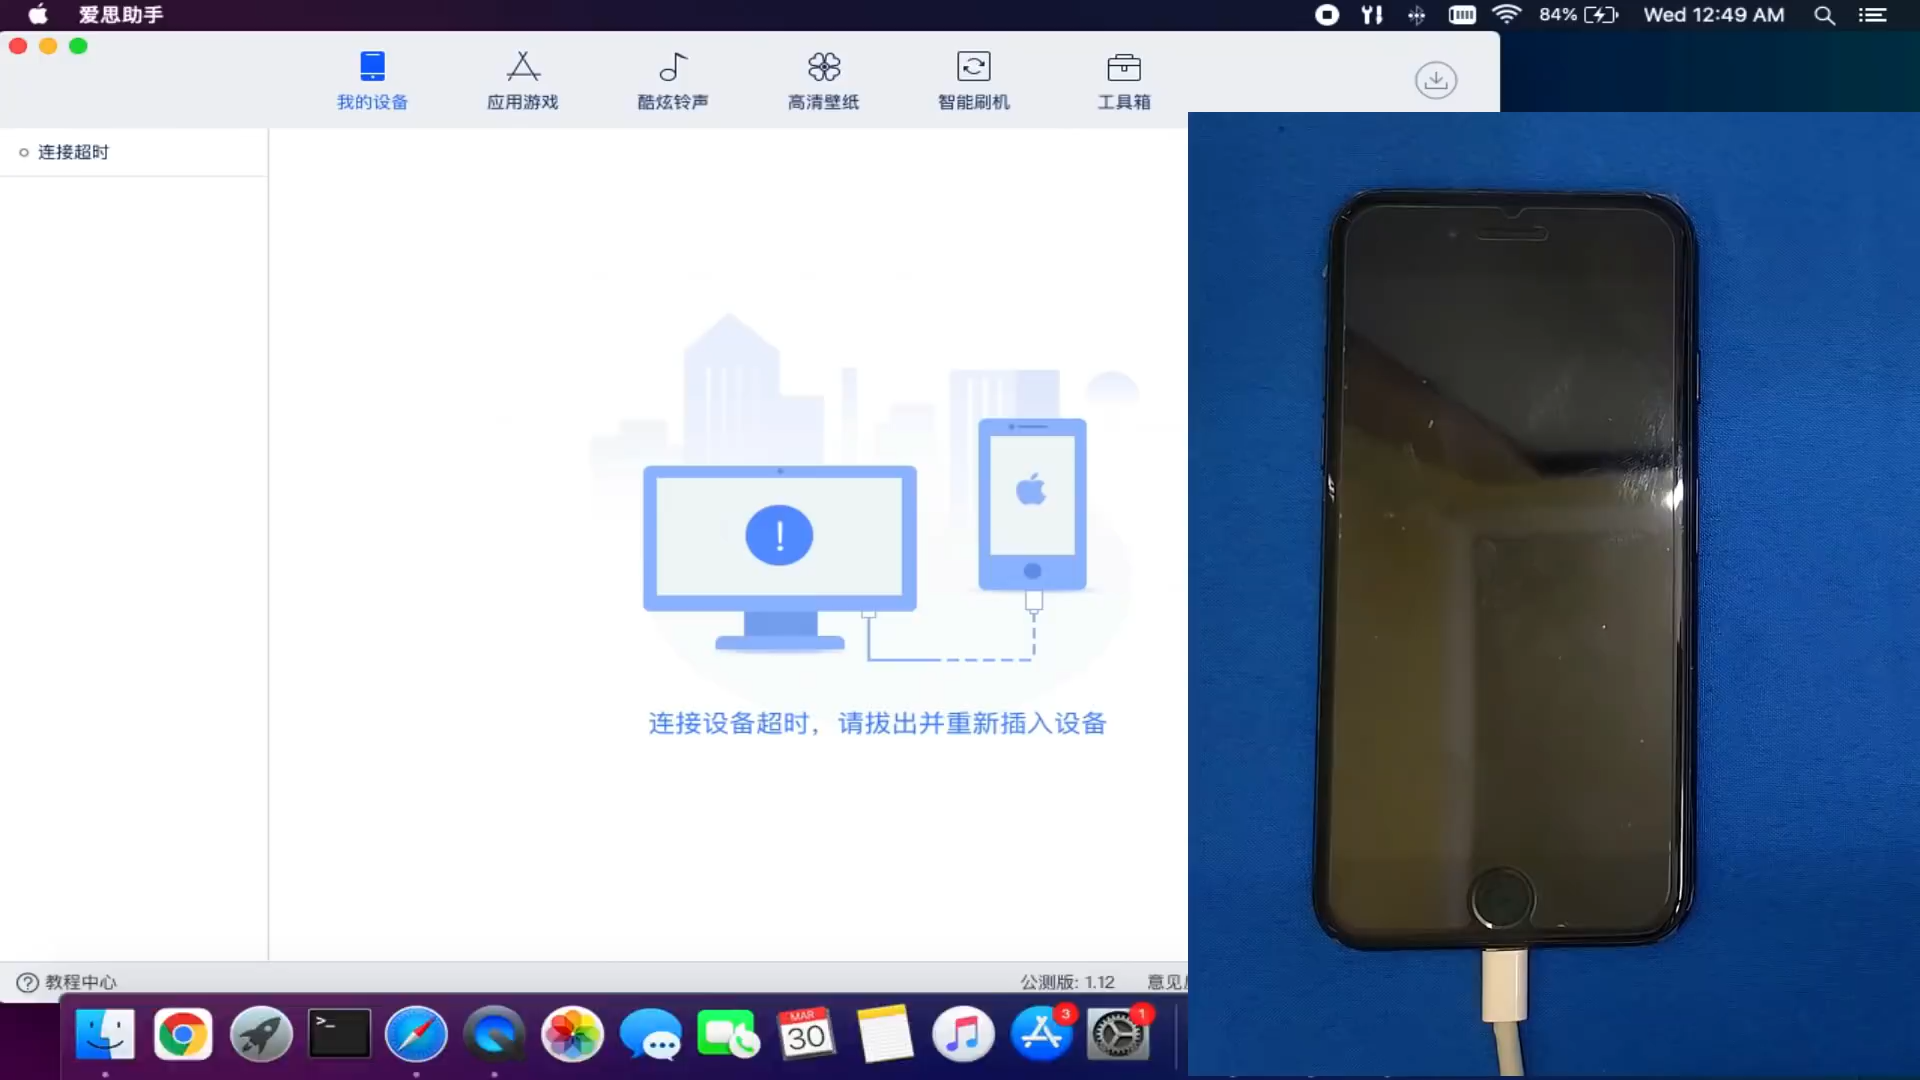 爱思助手
84%
Wed 12:49 AM
我的设备
应用游戏
酷炫铃声
高清壁纸
智能刷机
工具箱
连接超时
!
连接设备超时，请拔出并重新插入设备
? 教程中心
公测版: 1.12
意见
>_
MAR
30
3
1